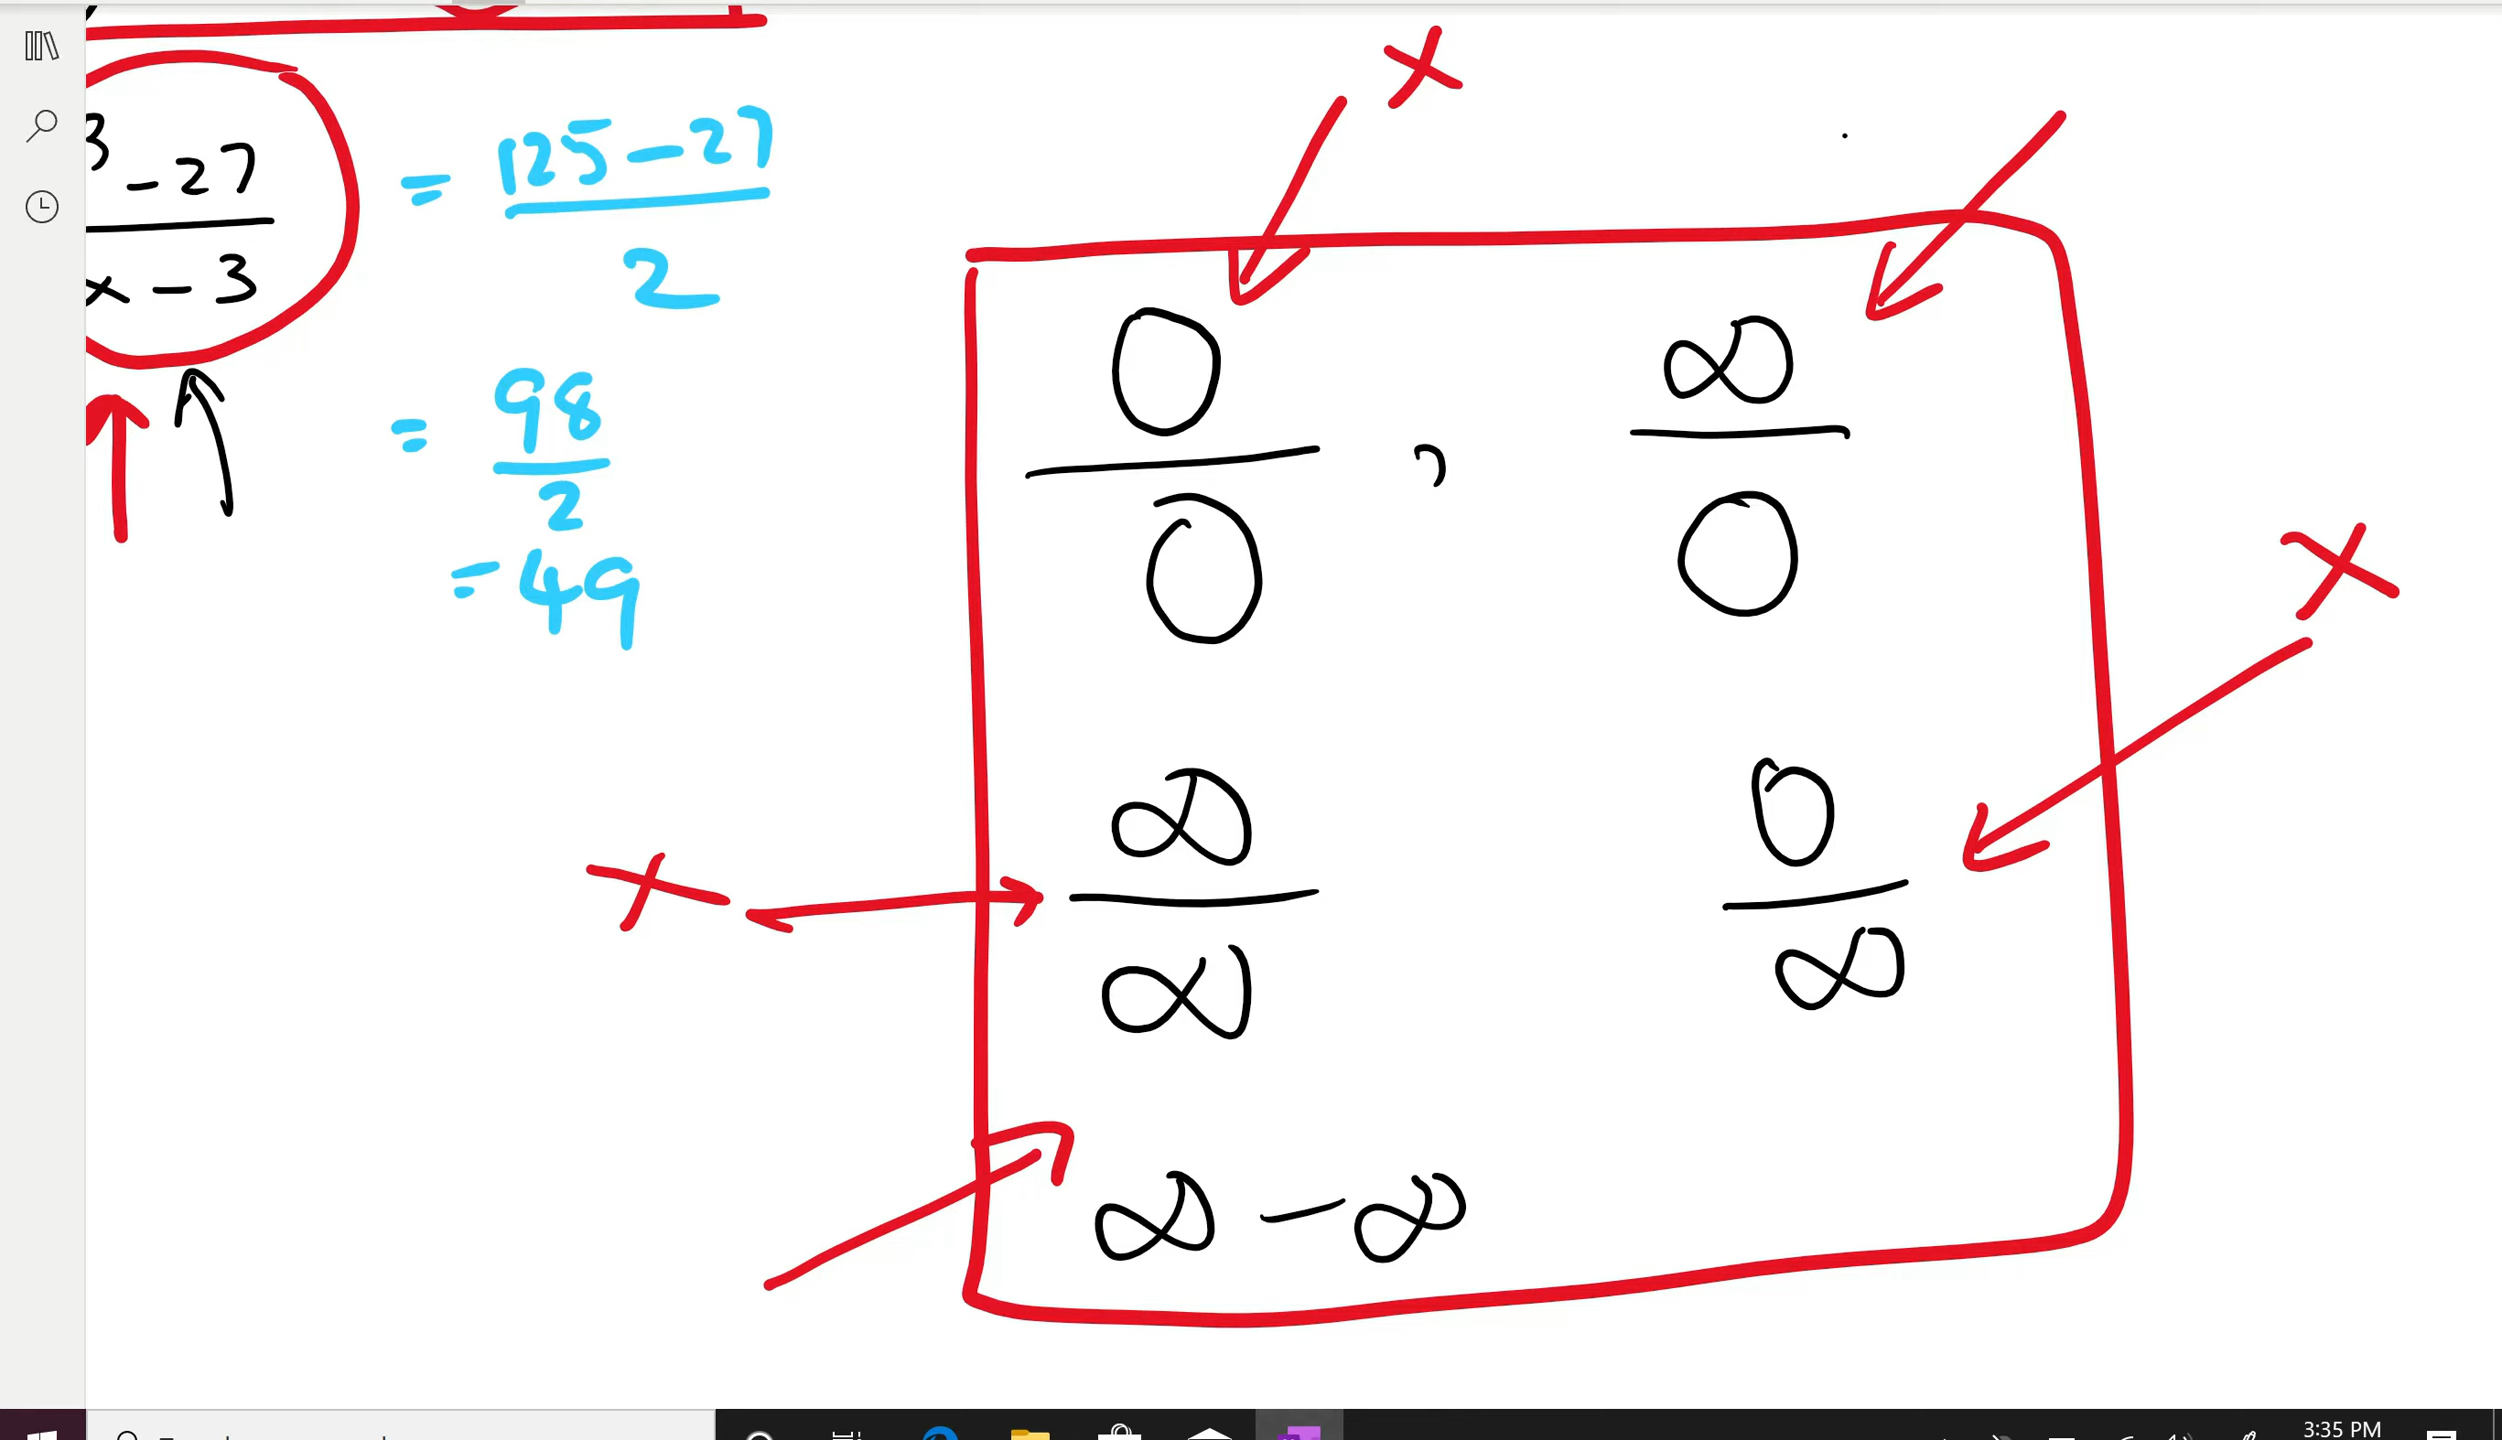 3 - 27
x - 3
= 125 - 27
2
= 98
2
= 49
0
0
,
∞
0
∞
∞
0
∞
∞ - ∞
3:35 PM